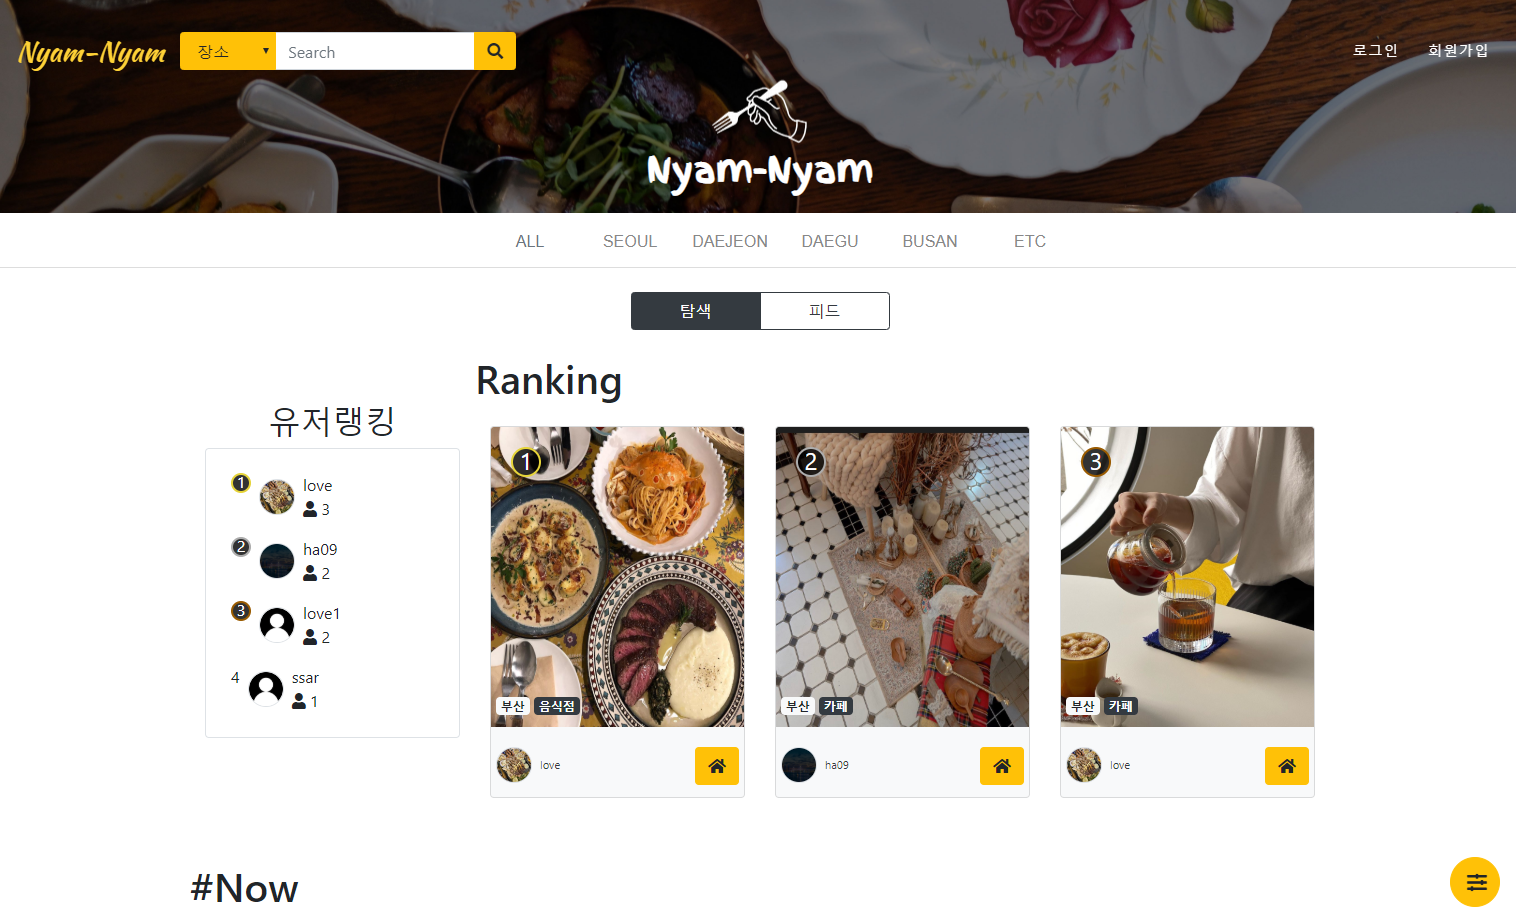 Nyam-Nyam
장소
Search
로그인
회원가입
Nyam-Nyam
ALL
SEOUL
DAEJEON
DAEGU
BUSAN
ETC
탐색
피드
Ranking
유저랭킹
1
love
3
2
ha09
2
3
love1
2
4
ssar
1
1
부산 음식점
love
2
부산 카페
ha09
3
부산 카페
love
#Now